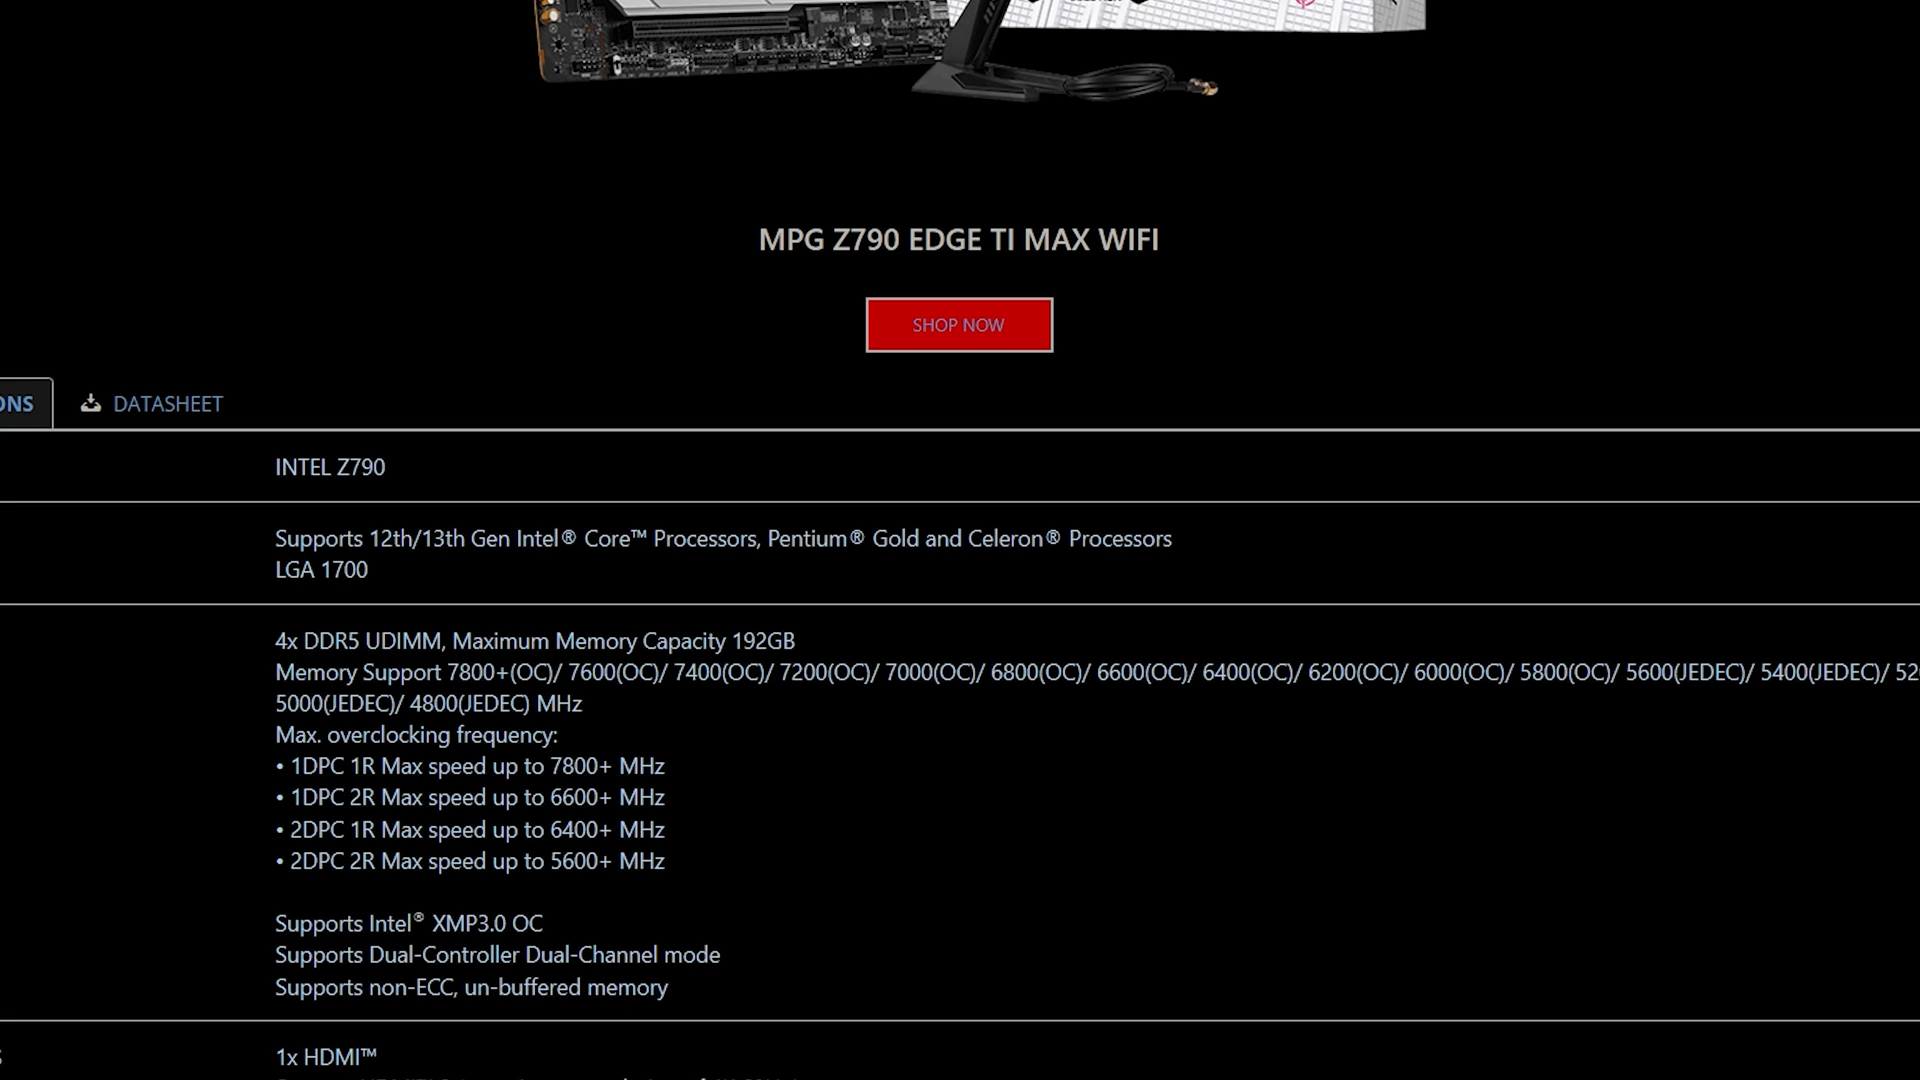 MPG Z790 EDGE TI MAX WIFI
SHOP NOW
ONS
DATASHEET
INTEL Z790
Supports 12th/13th Gen Intel® Core™ Processors, Pentium® Gold and Celeron® Processors
LGA 1700
4x DDR5 UDIMM, Maximum Memory Capacity 192GB
Memory Support 7800+(OC)/ 7600(OC)/ 7400(OC)/ 7200(OC)/ 7000(OC)/ 6800(OC)/ 6600(OC)/ 6400(OC)/ 6200(OC)/ 6000(OC)/ 5800(OC)/ 5600(JEDEC)/ 5400(JEDEC)/ 52
5000(JEDEC)/ 4800(JEDEC) MHz
Max. overclocking frequency:
• 1DPC 1R Max speed up to 7800+ MHz
• 1DPC 2R Max speed up to 6600+ MHz
• 2DPC 1R Max speed up to 6400+ MHz
• 2DPC 2R Max speed up to 5600+ MHz
Supports Intel® XMP3.0 OC
Supports Dual-Controller Dual-Channel mode
Supports non-ECC, un-buffered memory
1x HDMI™